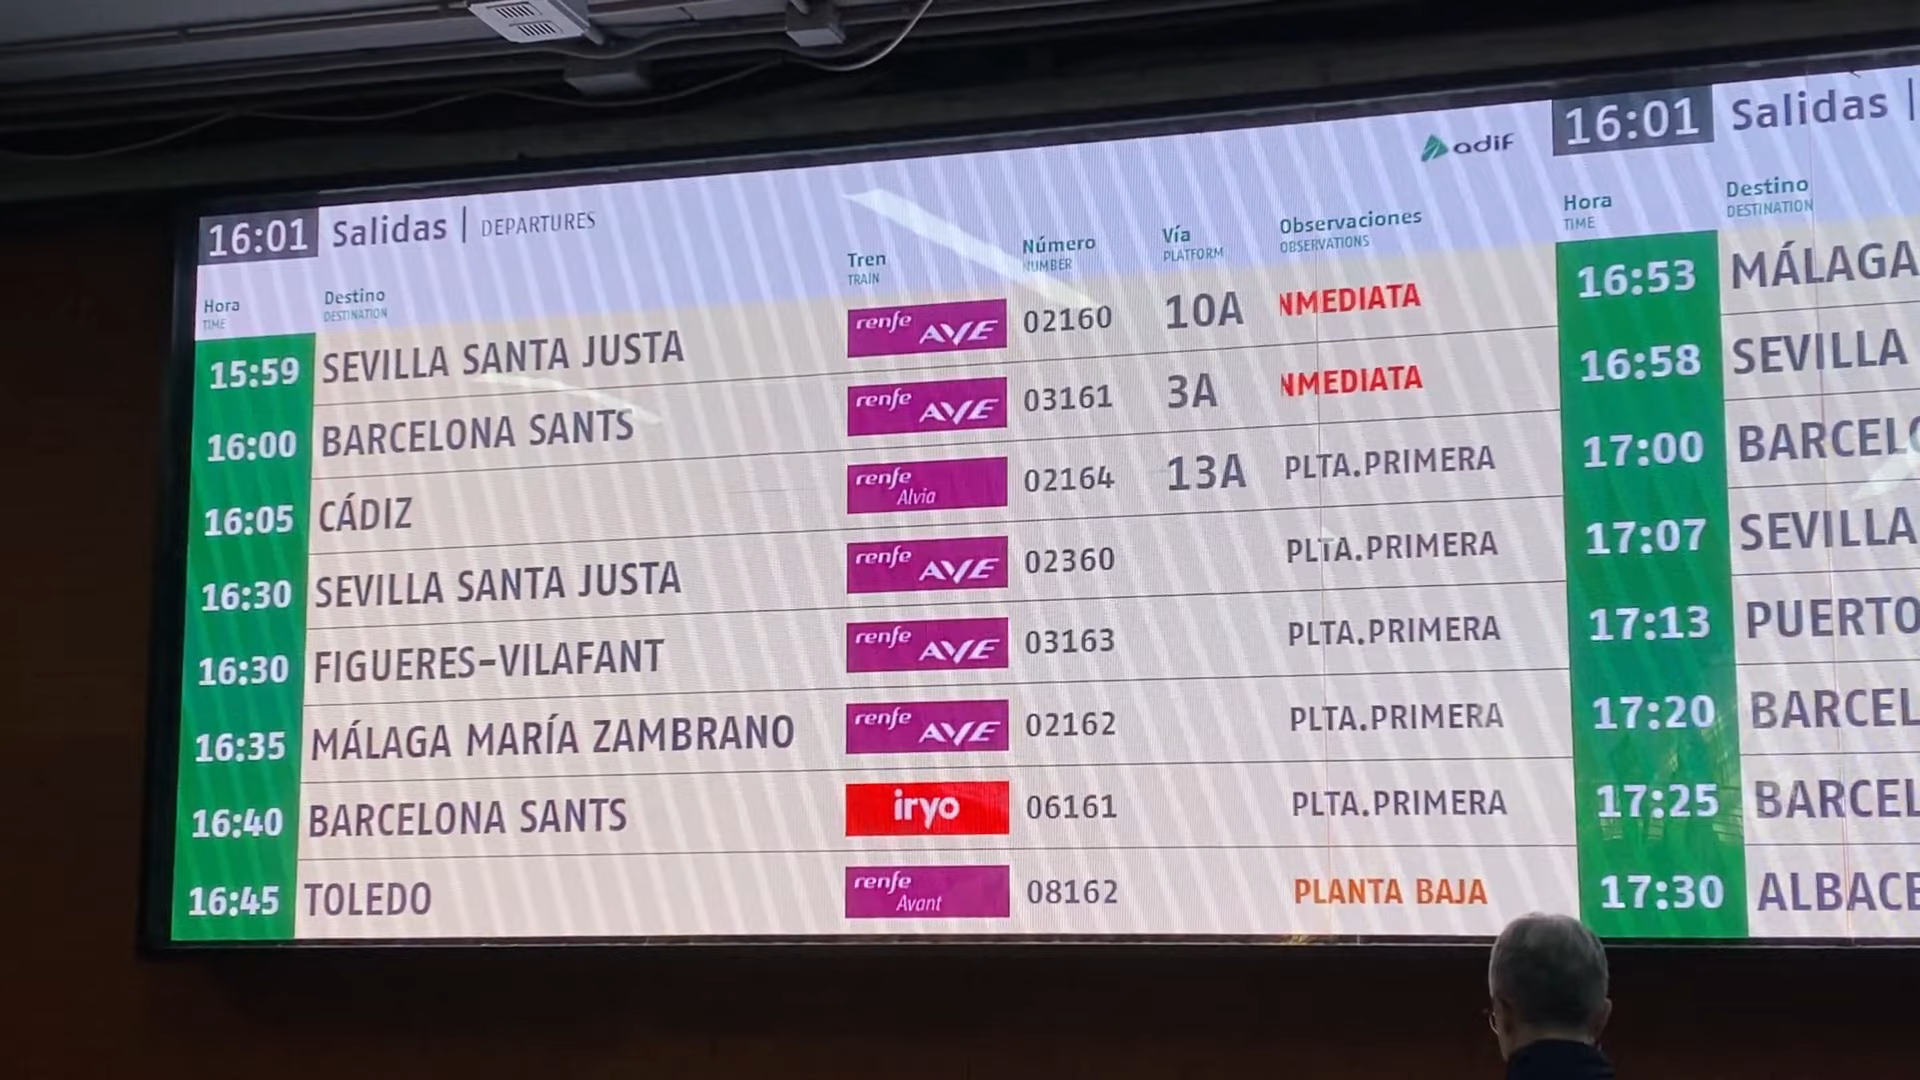 16:01 Salidas | DEPARTURES
adif
Hora Destino Tren Número Vía Observaciones
TIME DESTINATION TRAIN NUMBER PLATFORM OBSERVATIONS
15:59 SEVILLA SANTA JUSTA renfe AVE 02160 10A NMEDIATA
16:00 BARCELONA SANTS renfe AVE 03161 3A NMEDIATA
16:05 CÁDIZ renfe Alvia 02164 13A PLTA.PRIMERA
16:30 SEVILLA SANTA JUSTA renfe AVE 02360 PLTA.PRIMERA
16:30 FIGUERES-VILAFANT renfe AVE 03163 PLTA.PRIMERA
16:35 MÁLAGA MARÍA ZAMBRANO renfe AVE 02162 PLTA.PRIMERA
16:40 BARCELONA SANTS iryo 06161 PLTA.PRIMERA
16:45 TOLEDO renfe Avant 08162 PLANTA BAJA
16:01 Salidas |
Hora Destino
TIME DESTINATION
16:53 MÁLAGA
16:58 SEVILLA
17:00 BARCELO
17:07 SEVILLA
17:13 PUERTO
17:20 BARCEL
17:25 BARCEL
17:30 ALBACE